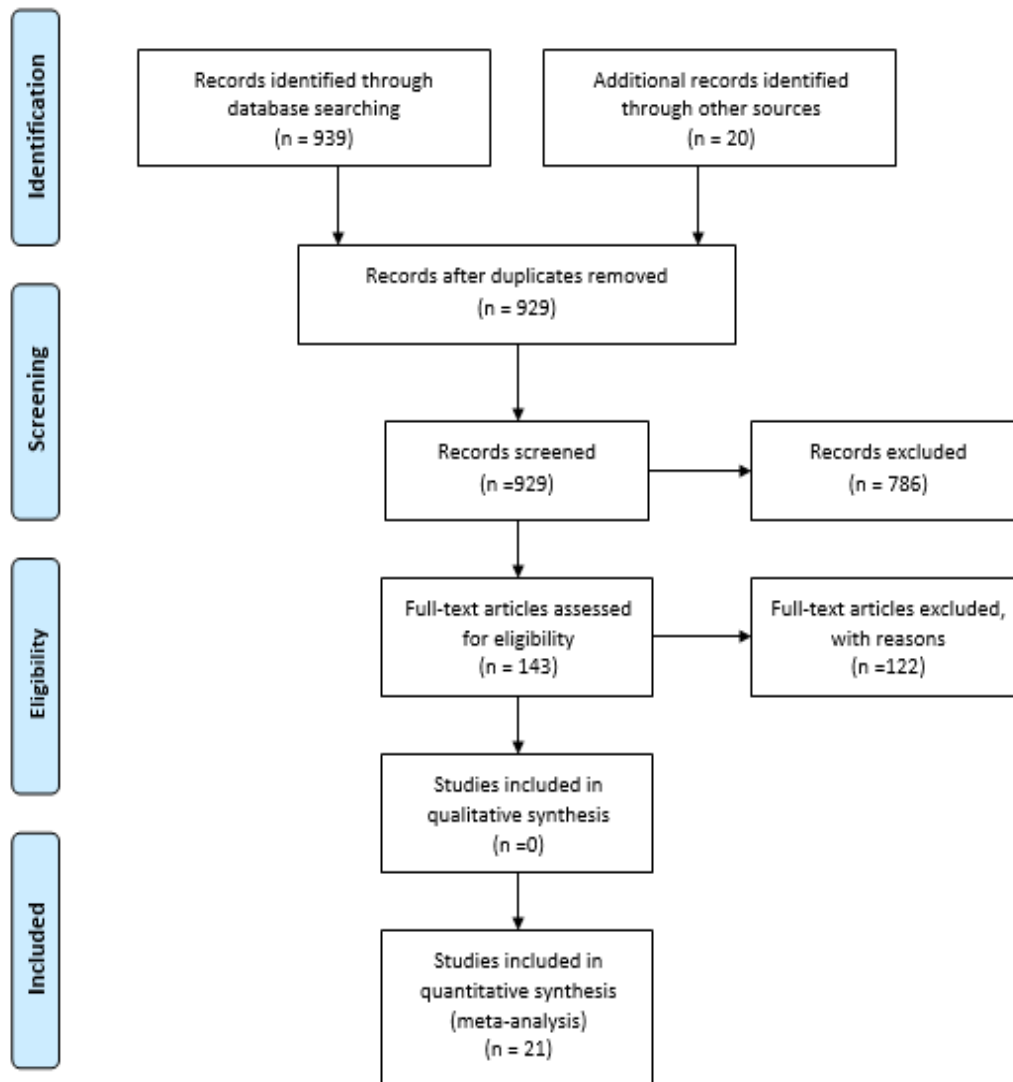 Identification
Records identified through
database searching
(n = 939)
Additional records identified
through other sources
(n = 20)
Records after duplicates removed
(n = 929)
Screening
Records screened
(n =929)
Records excluded
(n = 786)
Eligibility
Full-text articles assessed
for eligibility
(n = 143)
Full-text articles excluded,
with reasons
(n =122)
Studies included in
qualitative synthesis
(n =0)
Included
Studies included in
quantitative synthesis
(meta-analysis)
(n = 21)